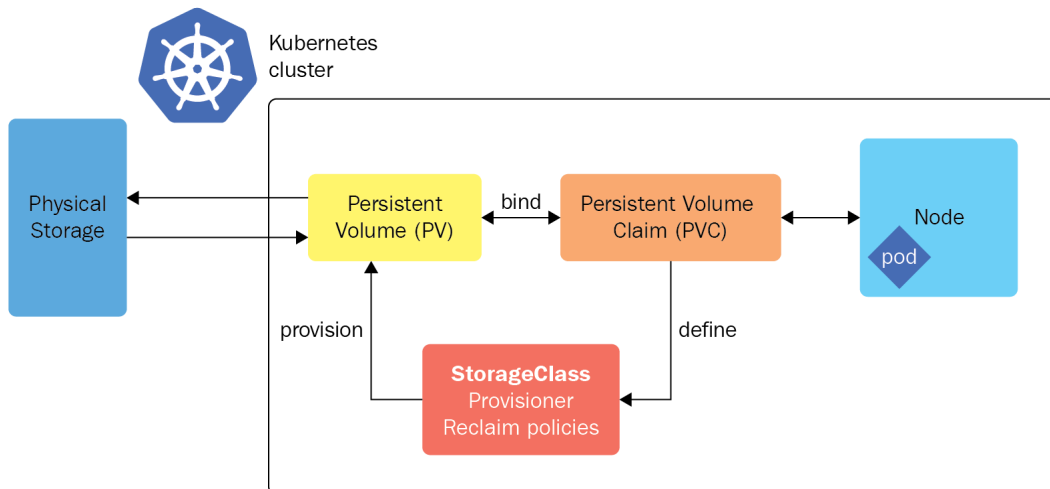 Kubernetes
cluster
Physical
Storage
Persistent
Volume (PV)
bind
Persistent Volume
Claim (PVC)
Node
pod
provision
define
StorageClass
Provisioner
Reclaim policies